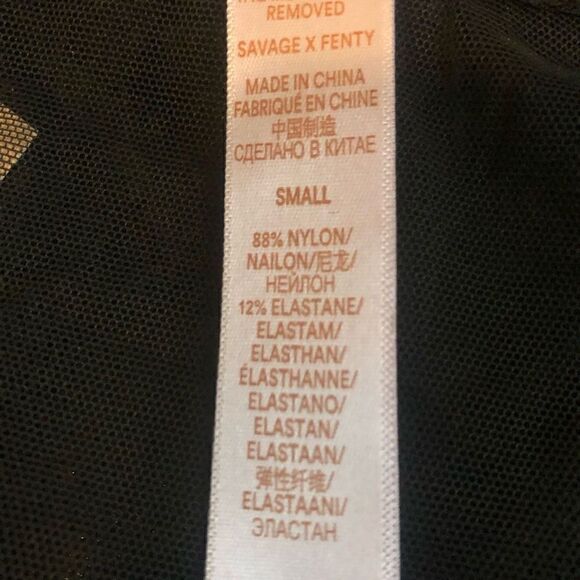 REMOVED
SAVAGE X FENTY
MADE IN CHINA
FABRIQUÉ EN CHINE
中国制造
СДЕЛАНО В КИТАЕ
SMALL
88% NYLON/
NAILON/尼龙/
НЕЙЛОН
12% ELASTANE/
ELASTAM/
ELASTHAN/
ÉLASTHANNE/
ELASTANO/
ELASTAN/
ELASTAAN/
弹性纤维/
ELASTAANI/
ЭЛАСТАН